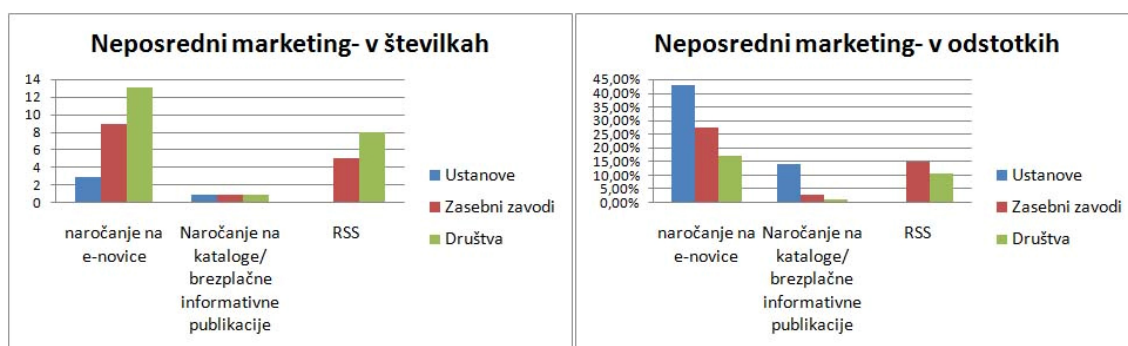 Neposredni marketing- v številkah
14
12
10
8
6
4
2
0
naročanje na
e-novice
Naročanje na
kataloge/
brezplačne
informativne
publikacije
RSS
Ustanove
Zasebni zavodi
Društva
Neposredni marketing- v odstotkih
45,00%
40,00%
35,00%
30,00%
25,00%
20,00%
15,00%
10,00%
5,00%
0,00%
naročanje na
e-novice
Naročanje na
kataloge/
brezplačne
informativne
publikacije
RSS
Ustanove
Zasebni zavodi
Društva